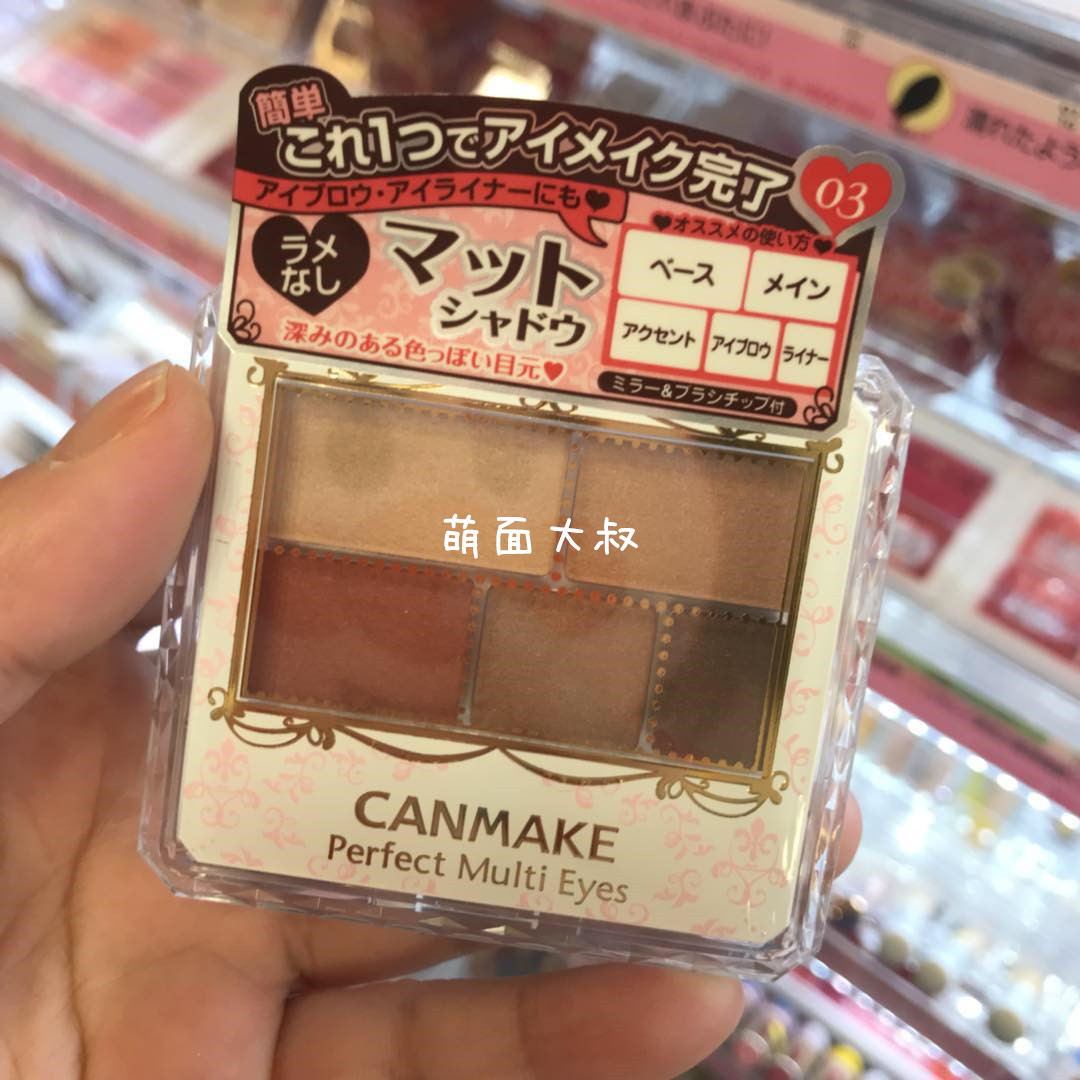 簡単
これ1つでアイメイク完了
アイブロウ・アイライナーにも♥
03
ラメ
なし
マット
シャドウ
深みのある色っぽい目元♥
♥オススメの使い方♥
ベース
メイン
アクセント
アイブロウ
ライナー
ミラー&ブラシチップ付
萌面大叔
CANMAKE
Perfect Multi Eyes
濡れたよう